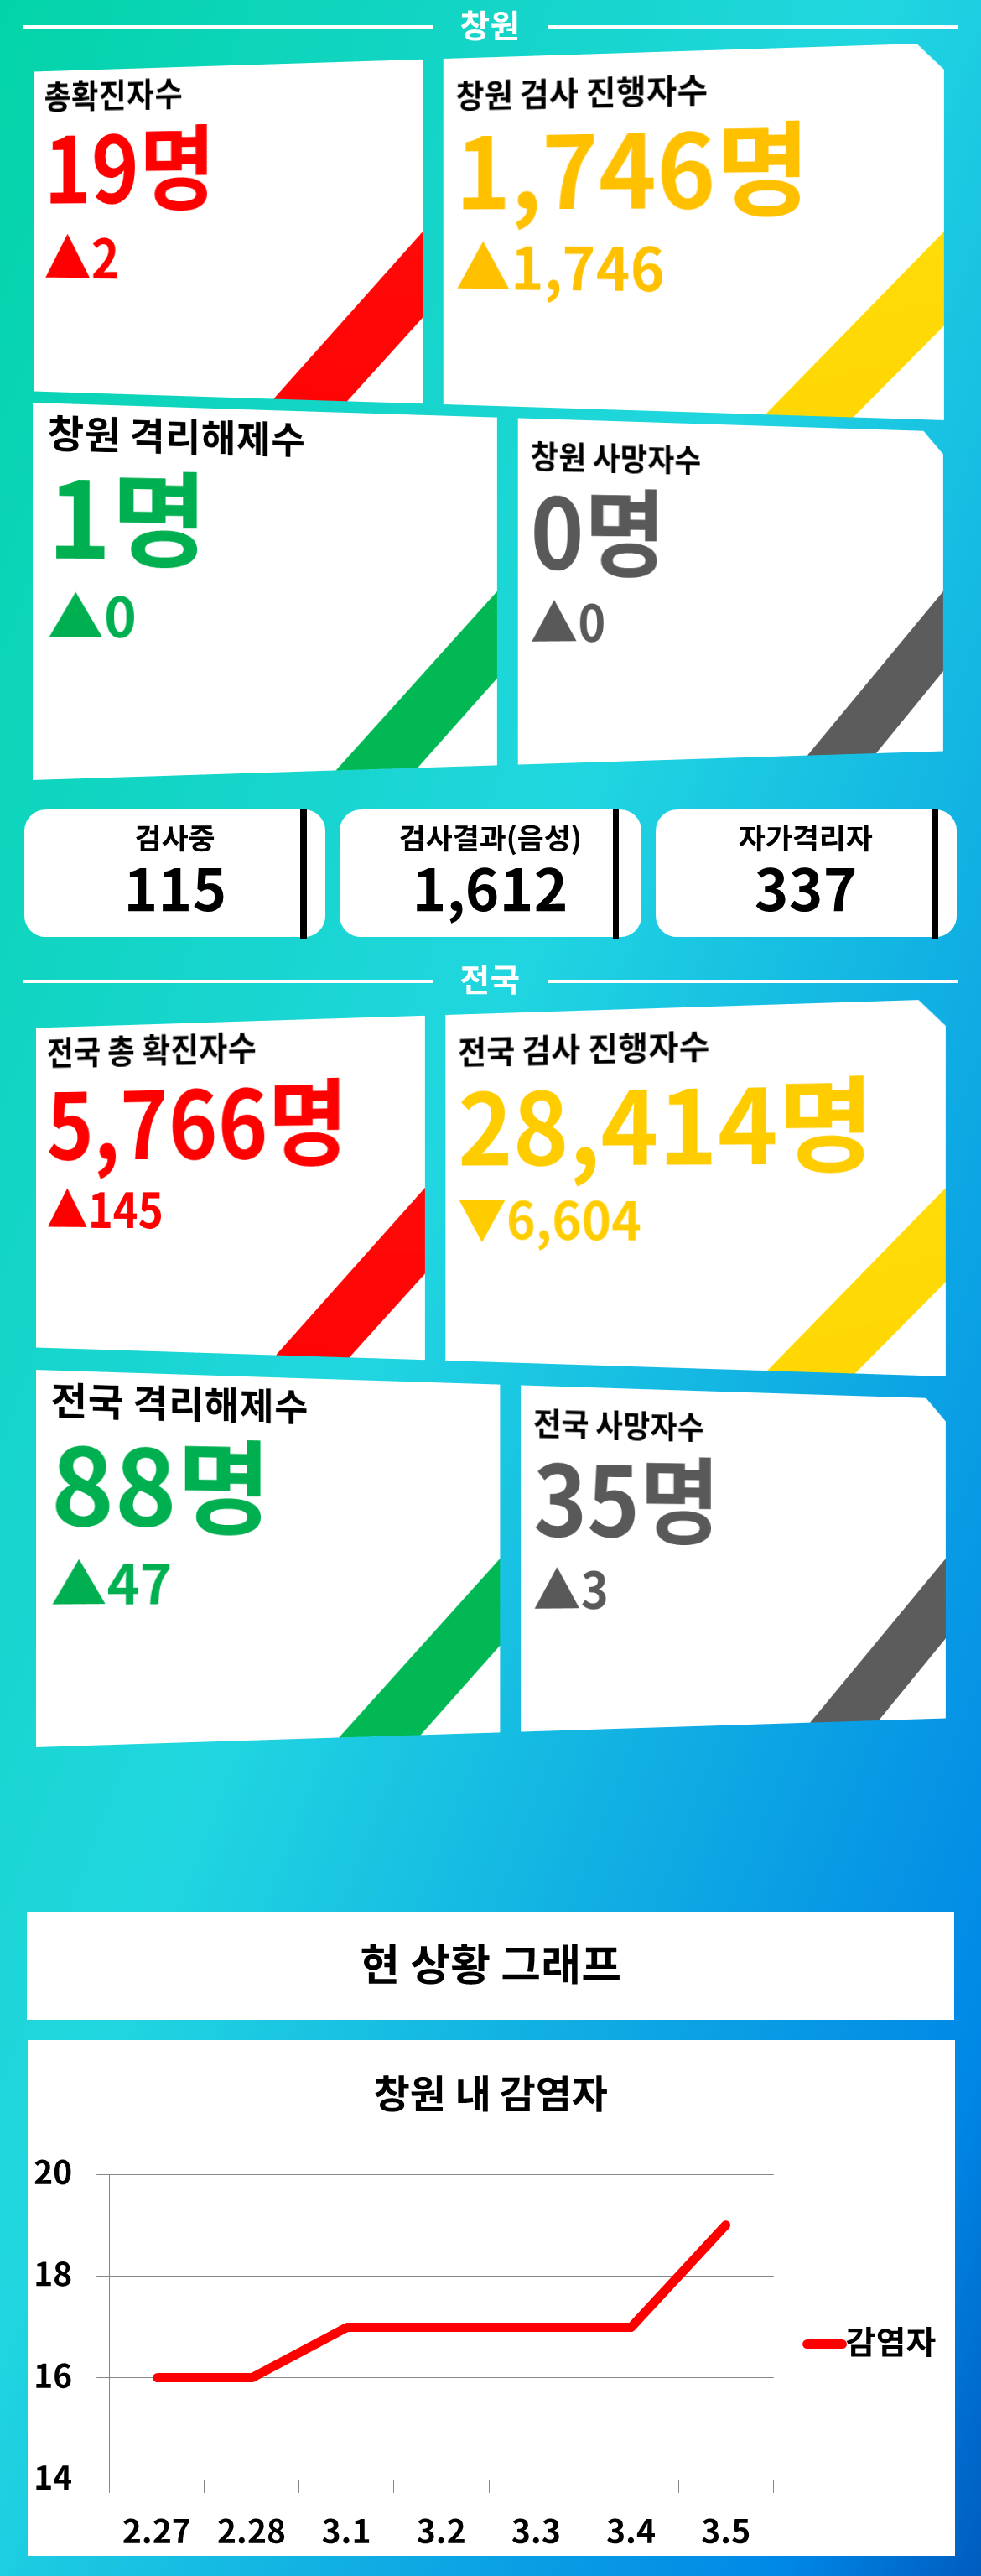 창원
총확진자수
19명
▲2
창원 검사 진행자수
1,746명
▲1,746
창원 격리해제수
1명
▲0
창원 사망자수
0명
▲0
검사중
115
검사결과(음성)
1,612
자가격리자
337
전국
전국 총 확진자수
5,766명
▲145
전국 검사 진행자수
28,414명
▼6,604
전국 격리해제수
88명
▲47
전국 사망자수
35명
▲3
현 상황 그래프
창원 내 감염자
20
18
16
14
감염자
2.27 2.28 3.1 3.2 3.3 3.4 3.5